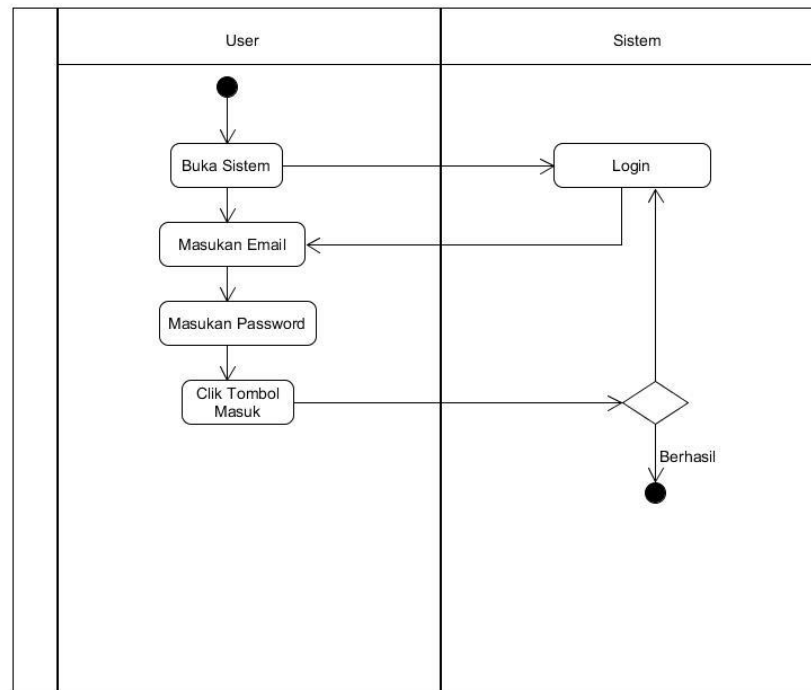 User
Sistem
Buka Sistem
Login
Masukan Email
Masukan Password
Clik Tombol
Masuk
Berhasil